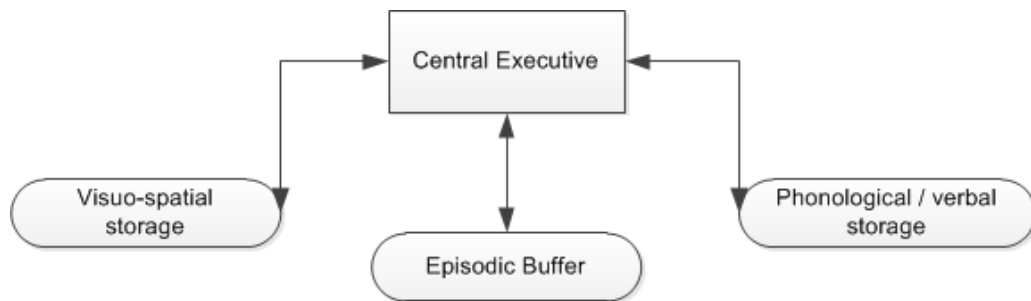 Central Executive
Visuo-spatial
storage
Phonological / verbal
storage
Episodic Buffer